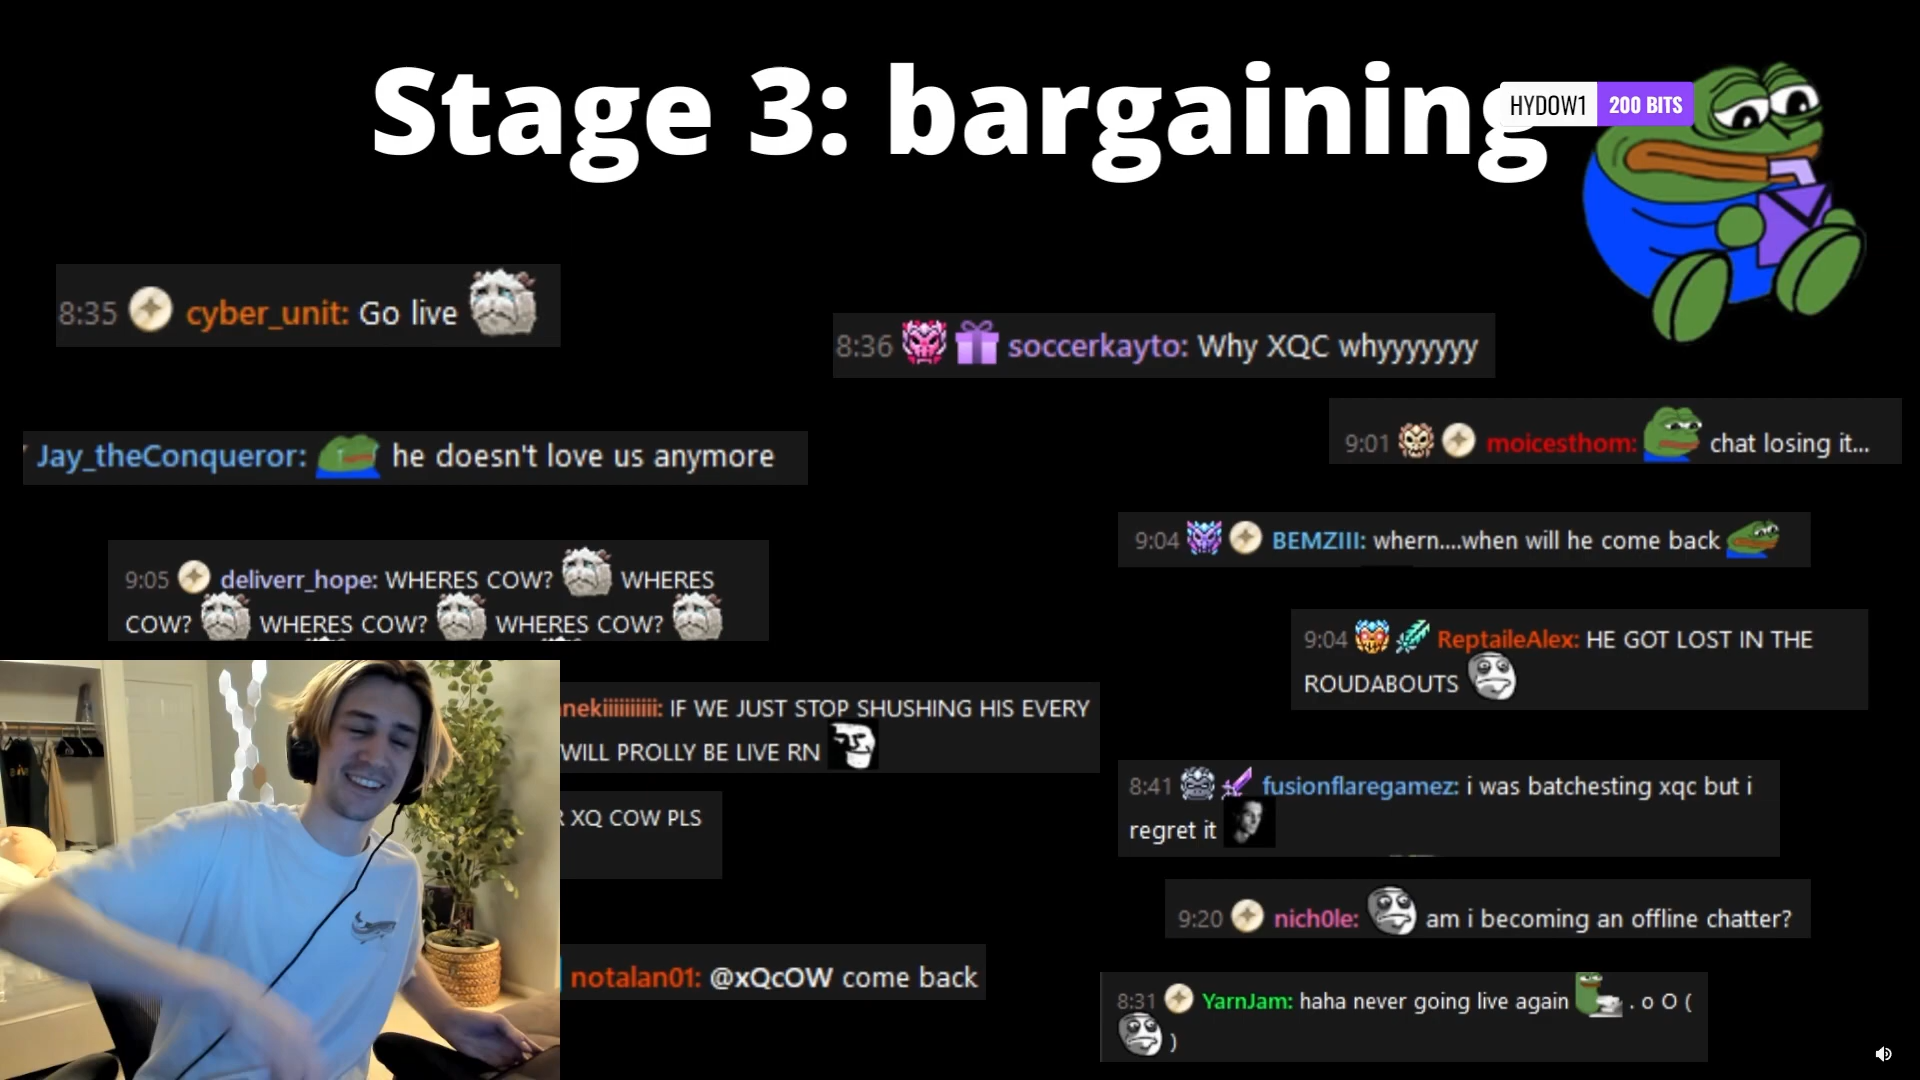 Stage 3: bargaining
HYDOW1 200 BITS
8:35 cyber_unit: Go live
8:36 soccerkayto: Why XQC whyyyyyyy
9:01 moicesthom: chat losing it...
Jay_theConqueror: he doesn't love us anymore
9:04 BEMZIII: whern....when will he come back
9:05 deliverr_hope: WHERES COW? WHERES
COW? WHERES COW? WHERES COW?
9:04 ReptaileAlex: HE GOT LOST IN THE
ROUDABOUTS
nekiiiiiiiiii: IF WE JUST STOP SHUSHING HIS EVERY
WILL PROLLY BE LIVE RN
8:41 fusionflaregamez: i was batchesting xqc but i
regret it
R XQ COW PLS
9:20 nich0le: am i becoming an offline chatter?
notalan01: @xQcOW come back
8:31 YarnJam: haha never going live again . o O (
)